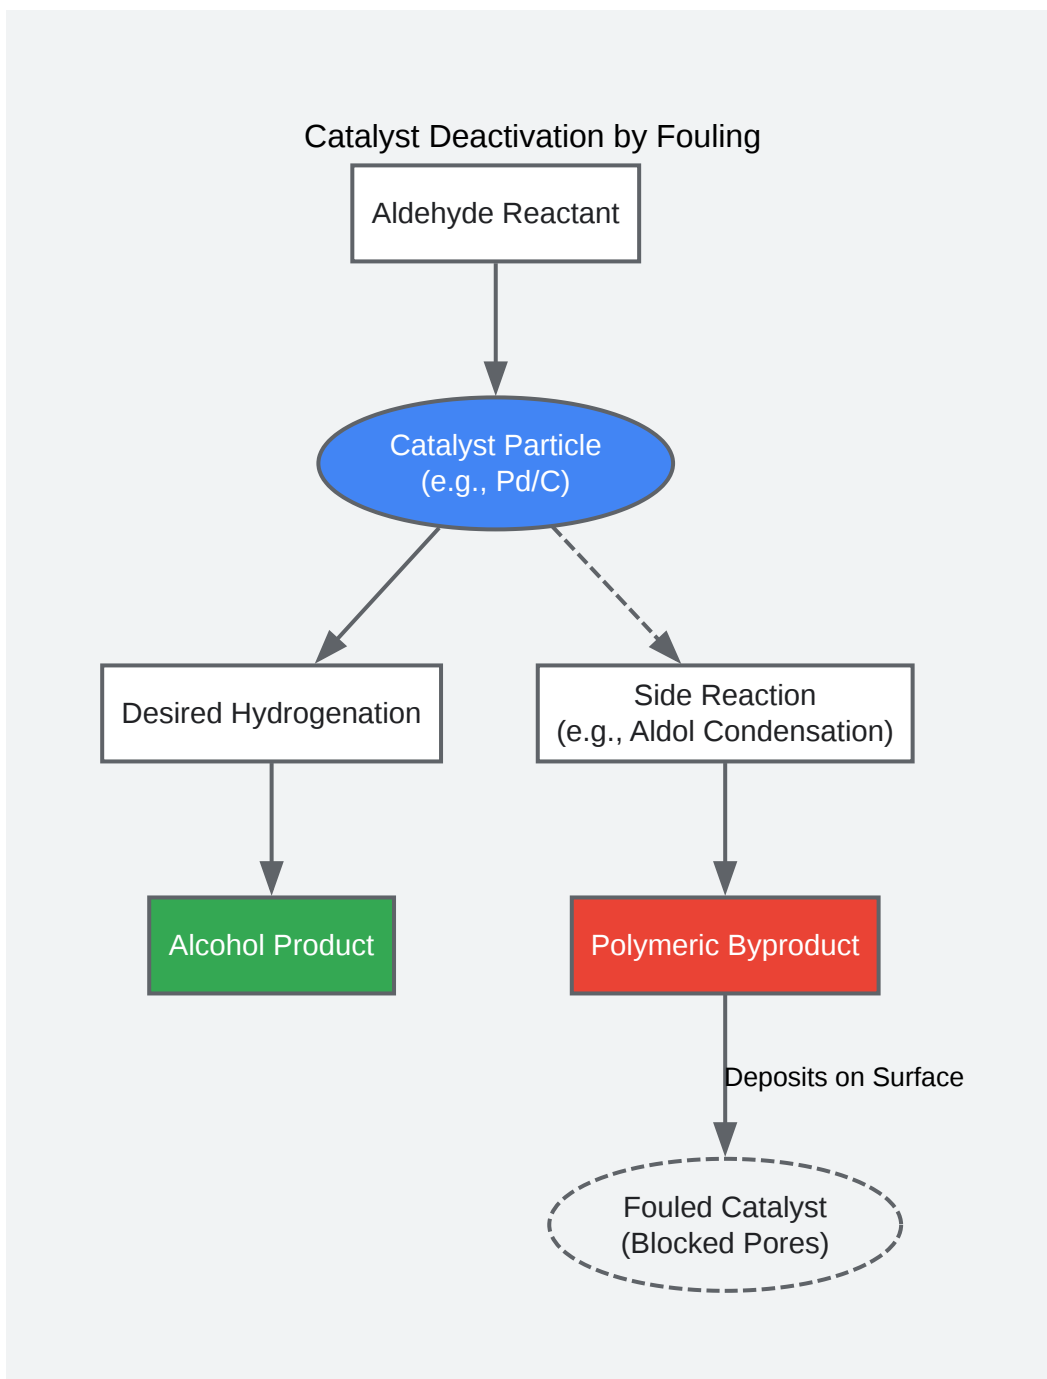 Catalyst Deactivation by Fouling
Aldehyde Reactant
Catalyst Particle
(e.g., Pd/C)
Desired Hydrogenation
Side Reaction
(e.g., Aldol Condensation)
Alcohol Product
Polymeric Byproduct
Deposits on Surface
Fouled Catalyst
(Blocked Pores)